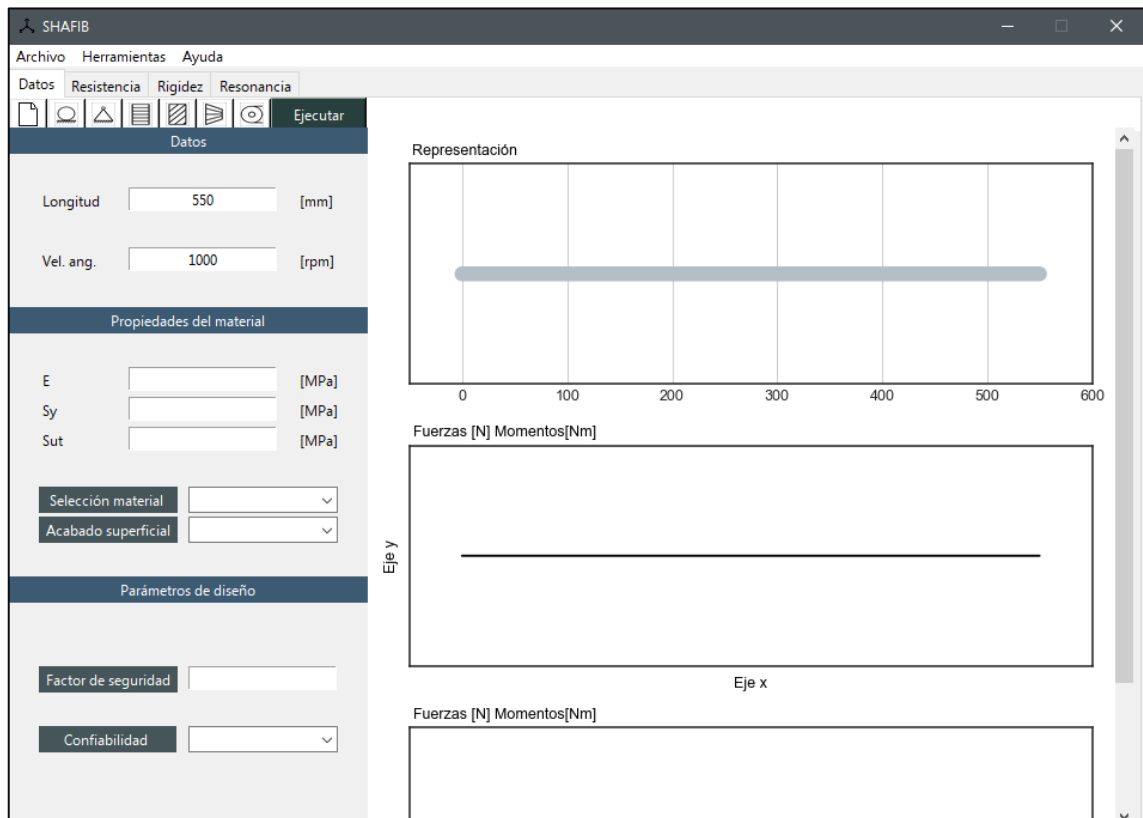 SHAFIB
Archivo Herramientas Ayuda
Datos Resistencia Rigidez Resonancia
Ejecutar
Datos
Longitud 550 [mm]
Vel. ang. 1000 [rpm]
Propiedades del material
E [MPa]
Sy [MPa]
Sut [MPa]
Selección material
Acabado superficial
Parámetros de diseño
Factor de seguridad
Confiabilidad
Representación
0 100 200 300 400 500 600
Fuerzas [N] Momentos[Nm]
Eje y
Eje x
Fuerzas [N] Momentos[Nm]